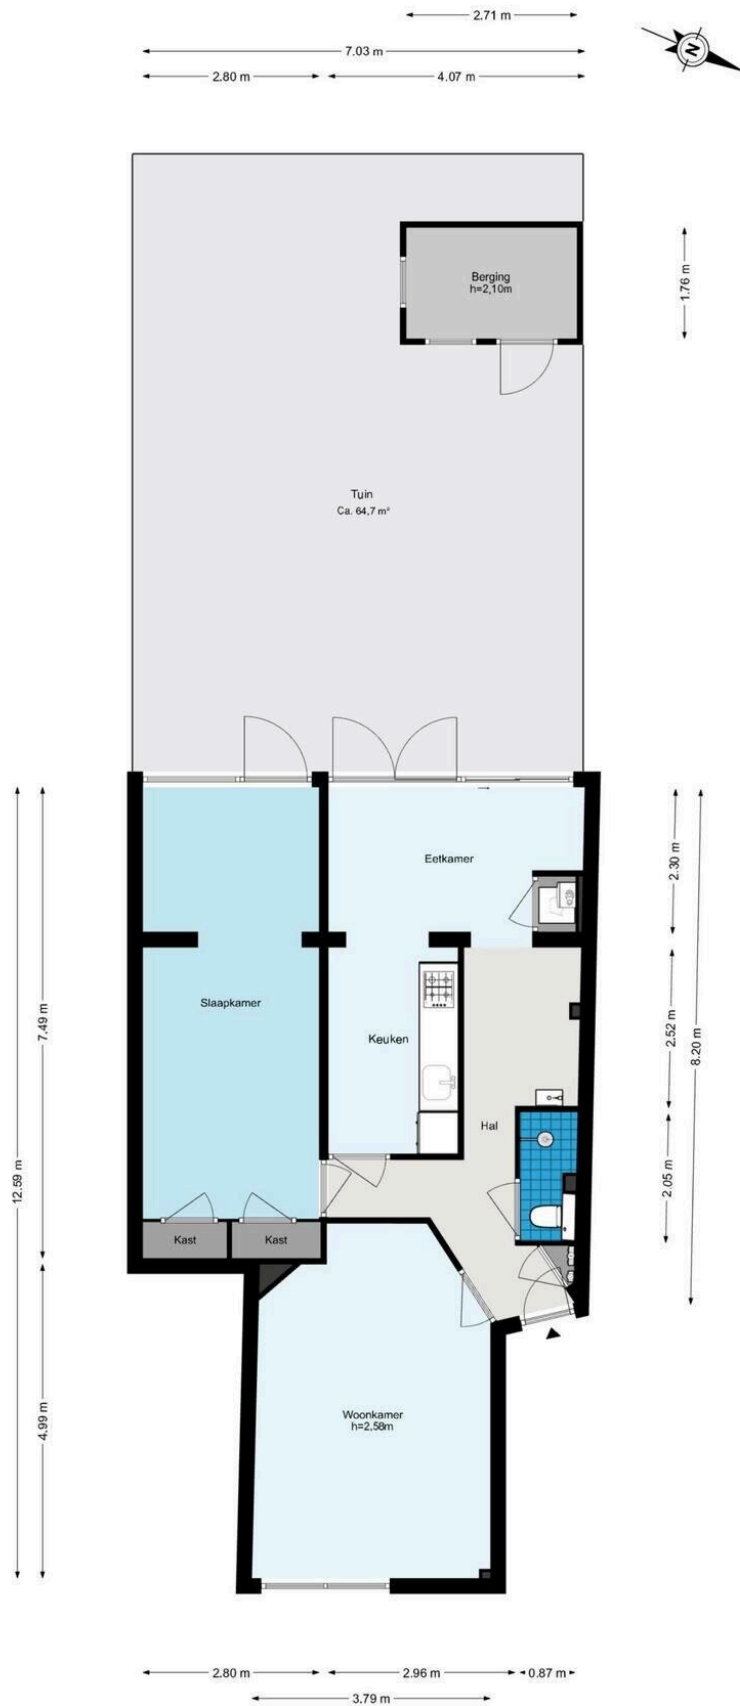 2.71 m
7.03 m
2.80 m
4.07 m
N
Berging
h=2,10m
1.76 m
Tuin
Ca. 64,7 m²
Eetkamer
2.30 m
Slaapkamer
7.49 m
Keuken
2.52 m
8.20 m
Hal
12.59 m
2.05 m
Kast
Kast
Woonkamer
h=2,58m
4.99 m
2.80 m
2.96 m
0.87 m
3.79 m